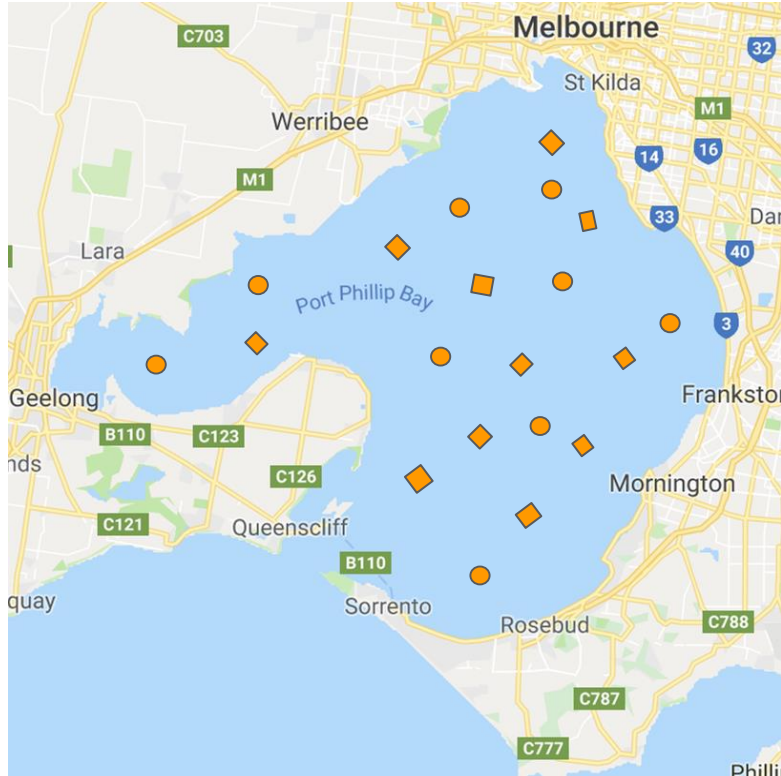 Melbourne
C703
32
St Kilda
M1
Werribee
16
14
M1
Da
33
Lara
40
Port Phillip Bay
3
Geelong
Frankston
B110
C123
nds
C126
Mornington
C121
Queenscliff
B110
quay
Sorrento
Rosebud
C788
C787
C777
Philli